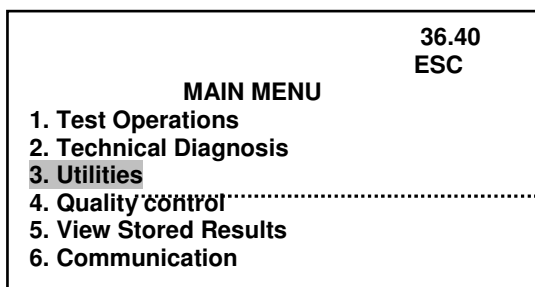 36.40
ESC
MAIN MENU
1. Test Operations
2. Technical Diagnosis
3. Utilities
4. Quality control
5. View Stored Results
6. Communication